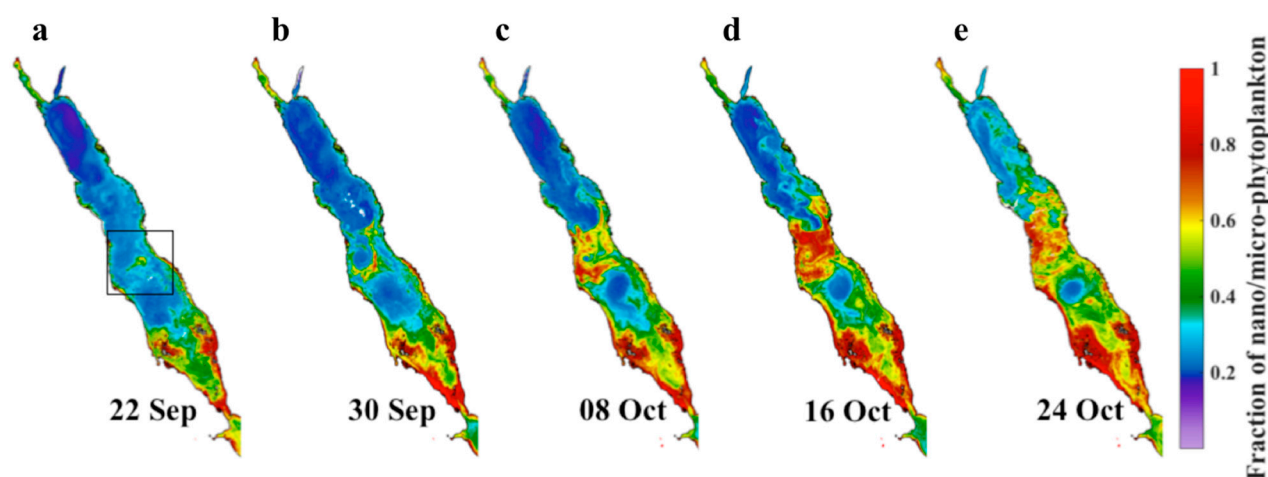 a b c d e
22 Sep 30 Sep 08 Oct 16 Oct 24 Oct
1
0.8
0.6
0.4
0.2
Fraction of nano/micro-phytoplankton